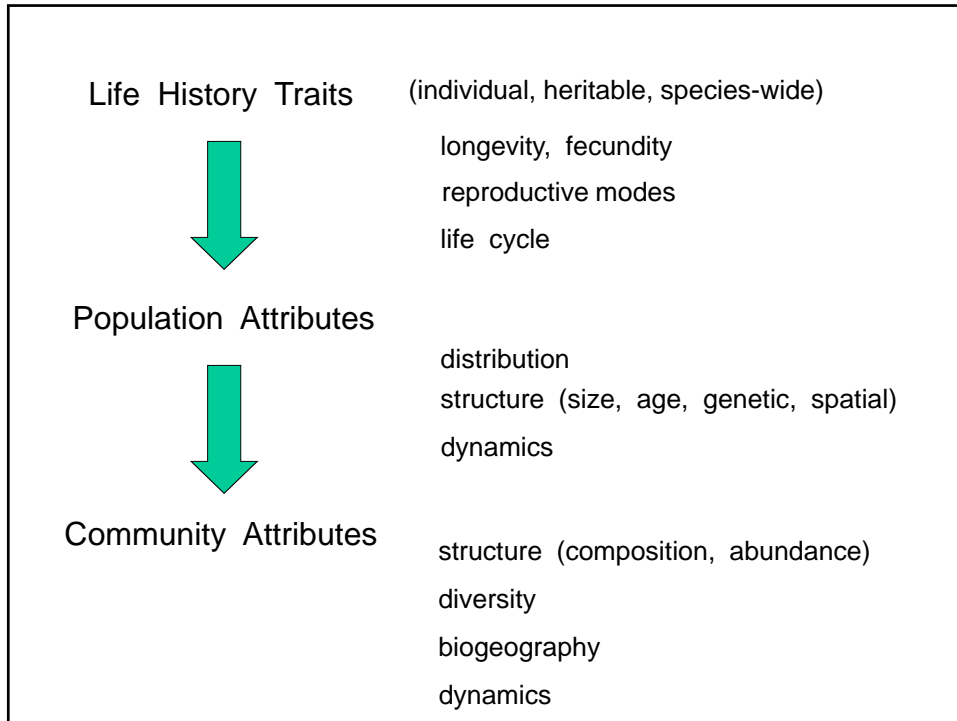 Life History Traits (individual, heritable, species-wide)
longevity, fecundity
reproductive modes
life cycle
Population Attributes
distribution
structure (size, age, genetic, spatial)
dynamics
Community Attributes
structure (composition, abundance)
diversity
biogeography
dynamics